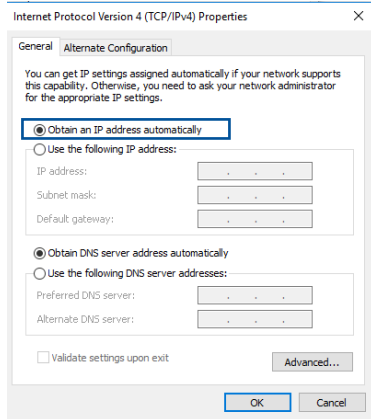 Internet Protocol Version 4 (TCP/IPv4) Properties
General Alternate Configuration
You can get IP settings assigned automatically if your network supports
this capability. Otherwise, you need to ask your network administrator
for the appropriate IP settings.
Obtain an IP address automatically
Use the following IP address:
IP address:
Subnet mask:
Default gateway:
Obtain DNS server address automatically
Use the following DNS server addresses:
Preferred DNS server:
Alternate DNS server:
Validate settings upon exit
Advanced...
OK Cancel